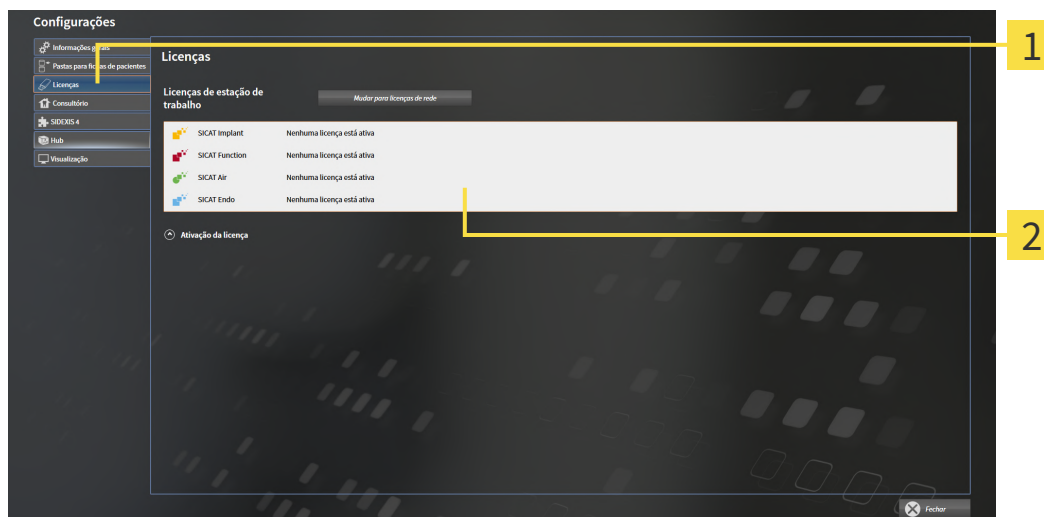 Configurações
Informações gerais
Pastas para fichas de pacientes
Licenças
Consultório
SIDEXIS 4
Hub
Visualização
Licenças
Licenças de estação de
trabalho
Mudar para licenças de rede
SICAT Implant Nenhuma licença está ativa
SICAT Function Nenhuma licença está ativa
SICAT Air Nenhuma licença está ativa
SICAT Endo Nenhuma licença está ativa
Ativação da licença
Fechar
1
2